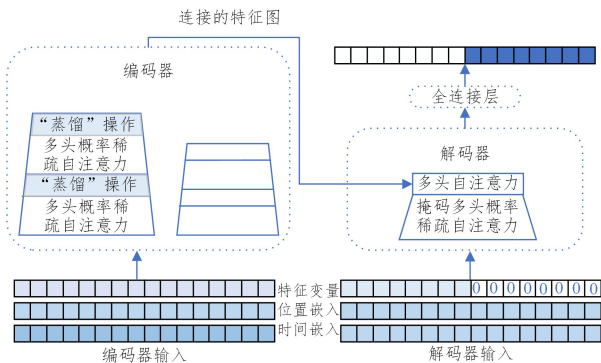 连接的特征图
编码器
“蒸馏”操作
多头概率稀
疏自注意力
“蒸馏”操作
多头概率稀
疏自注意力
全连接层
解码器
多头自注意力
掩码多头概率
稀疏自注意力
特征变量
0 0 0 0 0 0 0 0
位置嵌入
时间嵌入
编码器输入
解码器输入